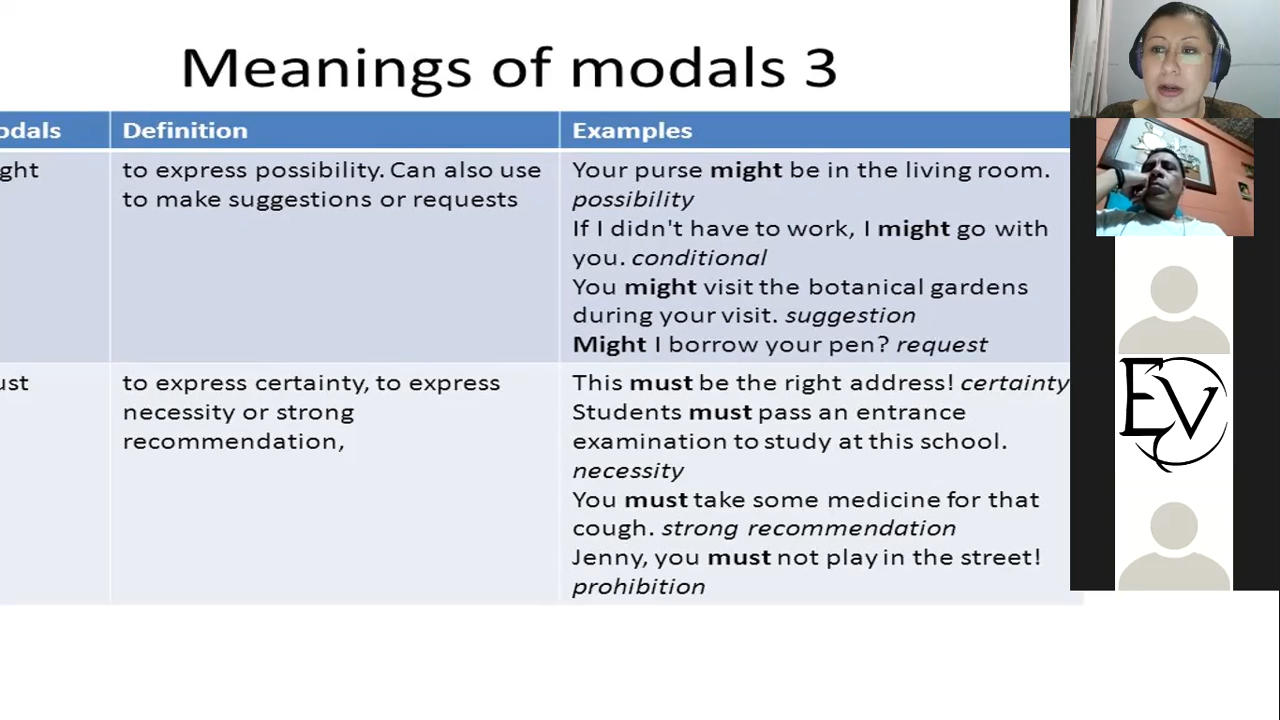 Meanings of modals 3
odals Definition Examples
ght to express possibility. Can also use Your purse might be in the living room.
to make suggestions or requests possibility
If I didn't have to work, I might go with
you. conditional
You might visit the botanical gardens
during your visit. suggestion
Might I borrow your pen? request
ust to express certainty, to express This must be the right address! certainty
necessity or strong Students must pass an entrance
recommendation, examination to study at this school.
necessity
You must take some medicine for that
cough. strong recommendation
Jenny, you must not play in the street!
prohibition
EV